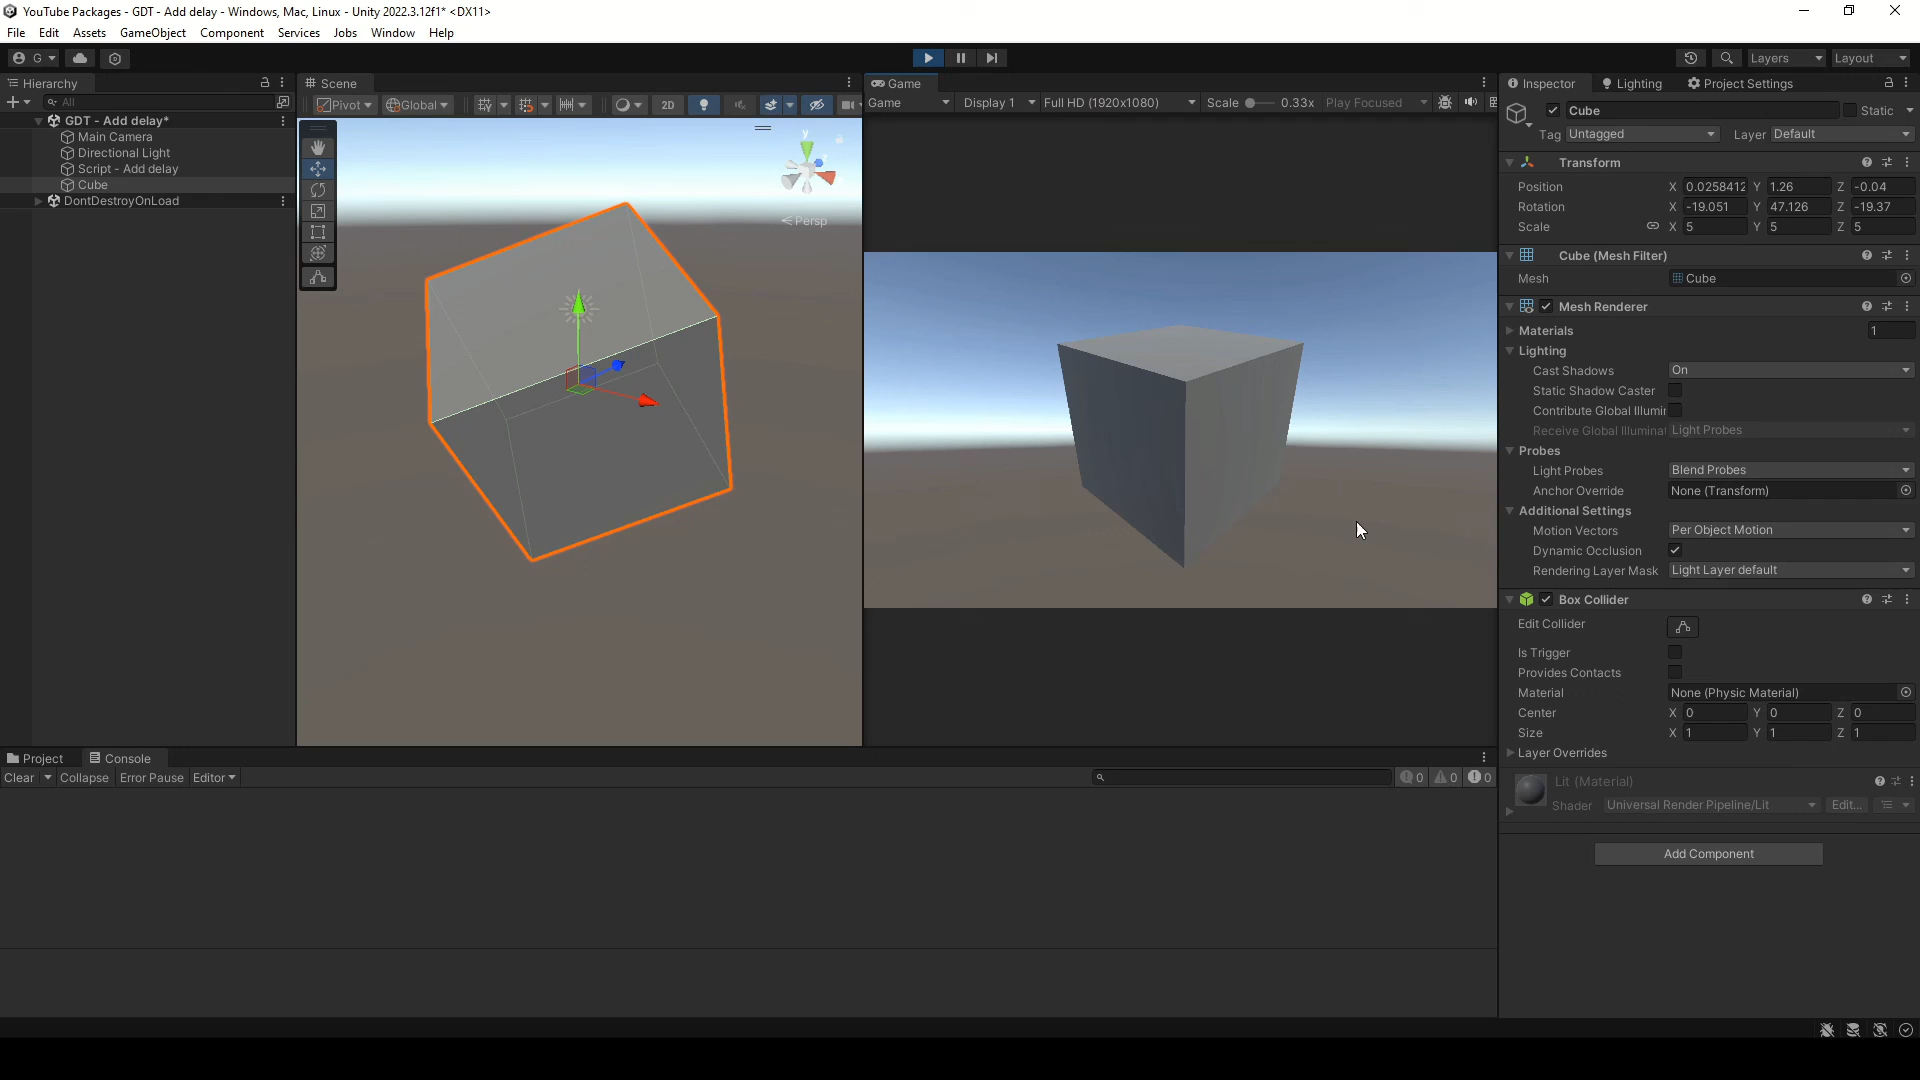 YouTube Packages - GDT - Add delay - Windows, Mac, Linux - Unity 2022.3.12f1* <DX11>
File Edit Assets GameObject Component Services Jobs Window Help
G
Layers
Layout
Hierarchy
All
GDT - Add delay*
Main Camera
Directional Light
Script - Add delay
Cube
DontDestroyOnLoad
Scene
Pivot
Global
2D
y
Persp
Game
Game
Display 1
Full HD (1920x1080)
Scale 0.33x
Play Focused
Inspector
Lighting
Project Settings
Cube
Static
Tag Untagged
Layer Default
Transform
Position X 0.0258412 Y 1.26 Z -0.04
Rotation X -19.051 Y 47.126 Z -19.37
Scale X 5 Y 5 Z 5
Cube (Mesh Filter)
Mesh Cube
Mesh Renderer
Materials 1
Lighting
Cast Shadows On
Static Shadow Caster
Contribute Global Illumi
Receive Global Illuminat Light Probes
Probes
Light Probes Blend Probes
Anchor Override None (Transform)
Additional Settings
Motion Vectors Per Object Motion
Dynamic Occlusion
Rendering Layer Mask Light Layer default
Box Collider
Edit Collider
Is Trigger
Provides Contacts
Material None (Physic Material)
Center X 0 Y 0 Z 0
Size X 1 Y 1 Z 1
Layer Overrides
Lit (Material)
Shader Universal Render Pipeline/Lit Edit...
Add Component
Project
Console
Clear
Collapse
Error Pause
Editor
0 0 0